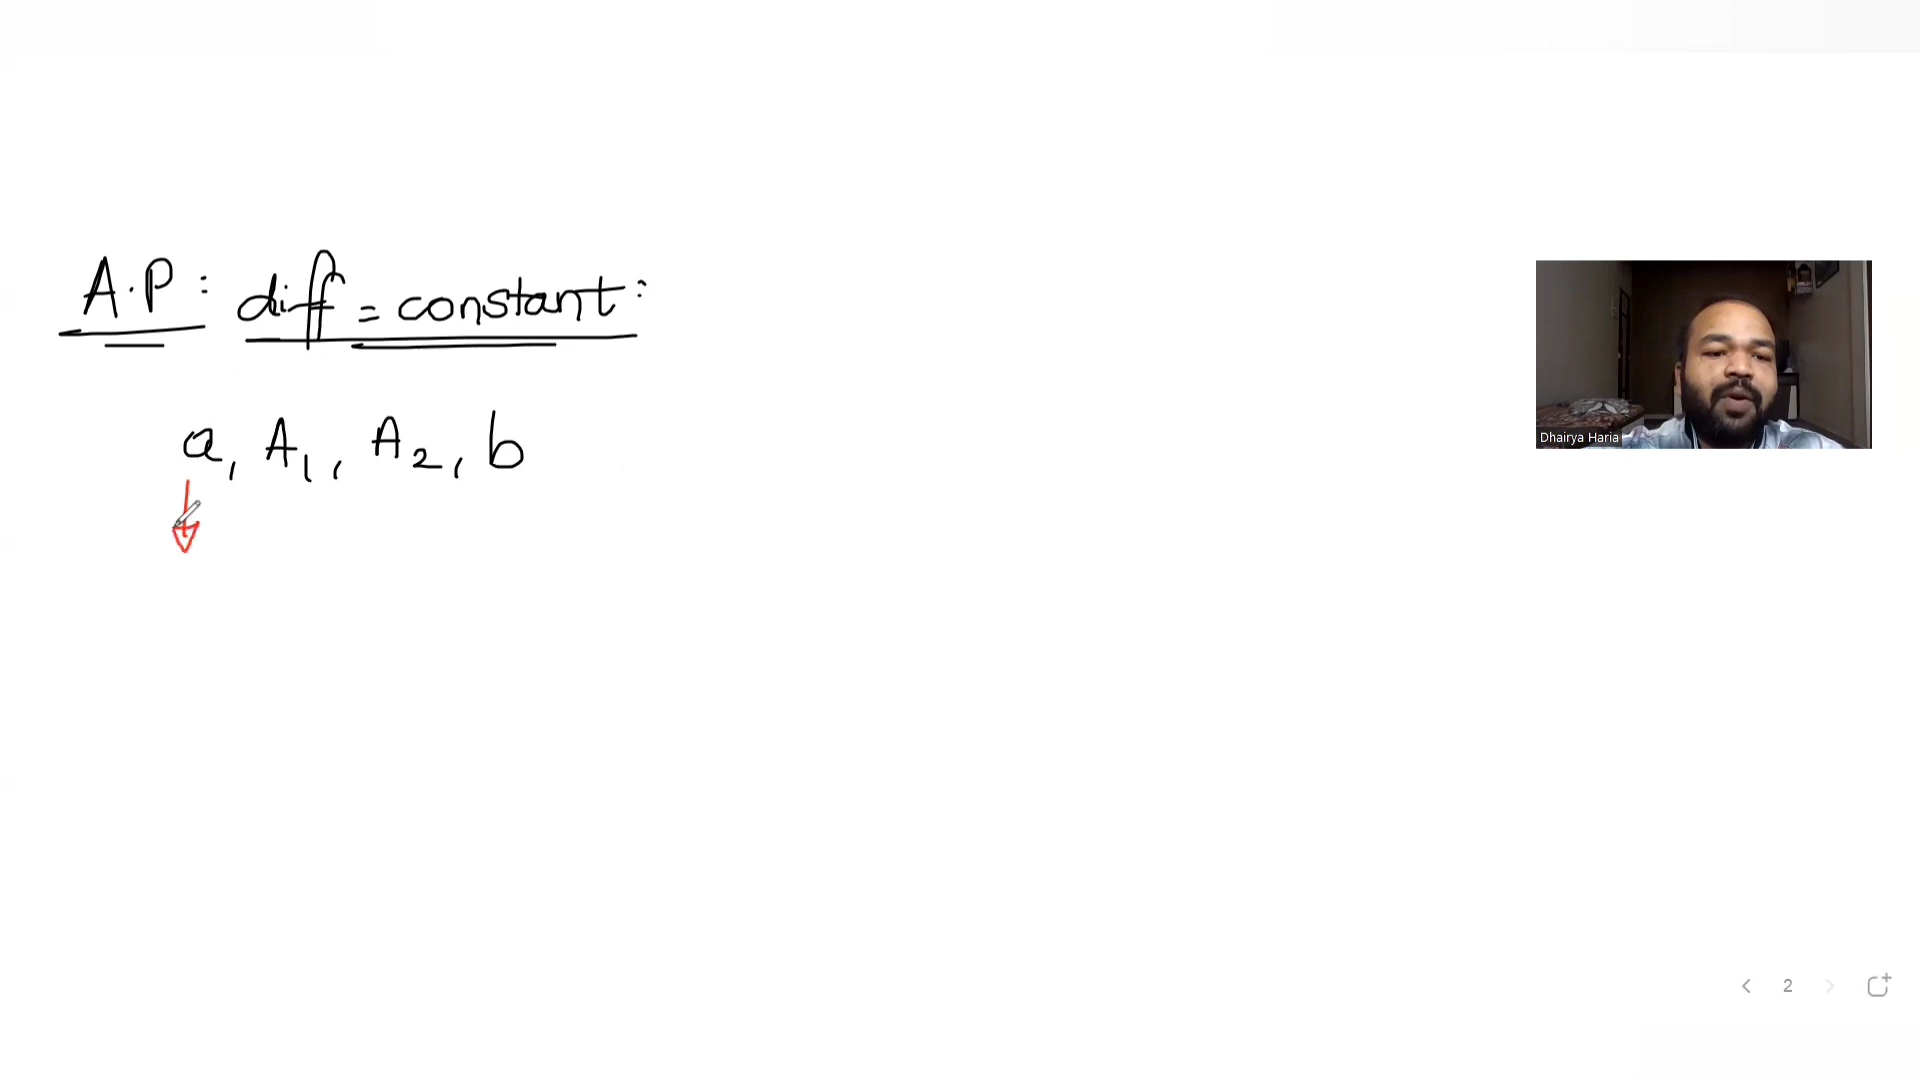 A.P: diff = constant:
a, A₁, A₂, b
Dhairya Haria
2